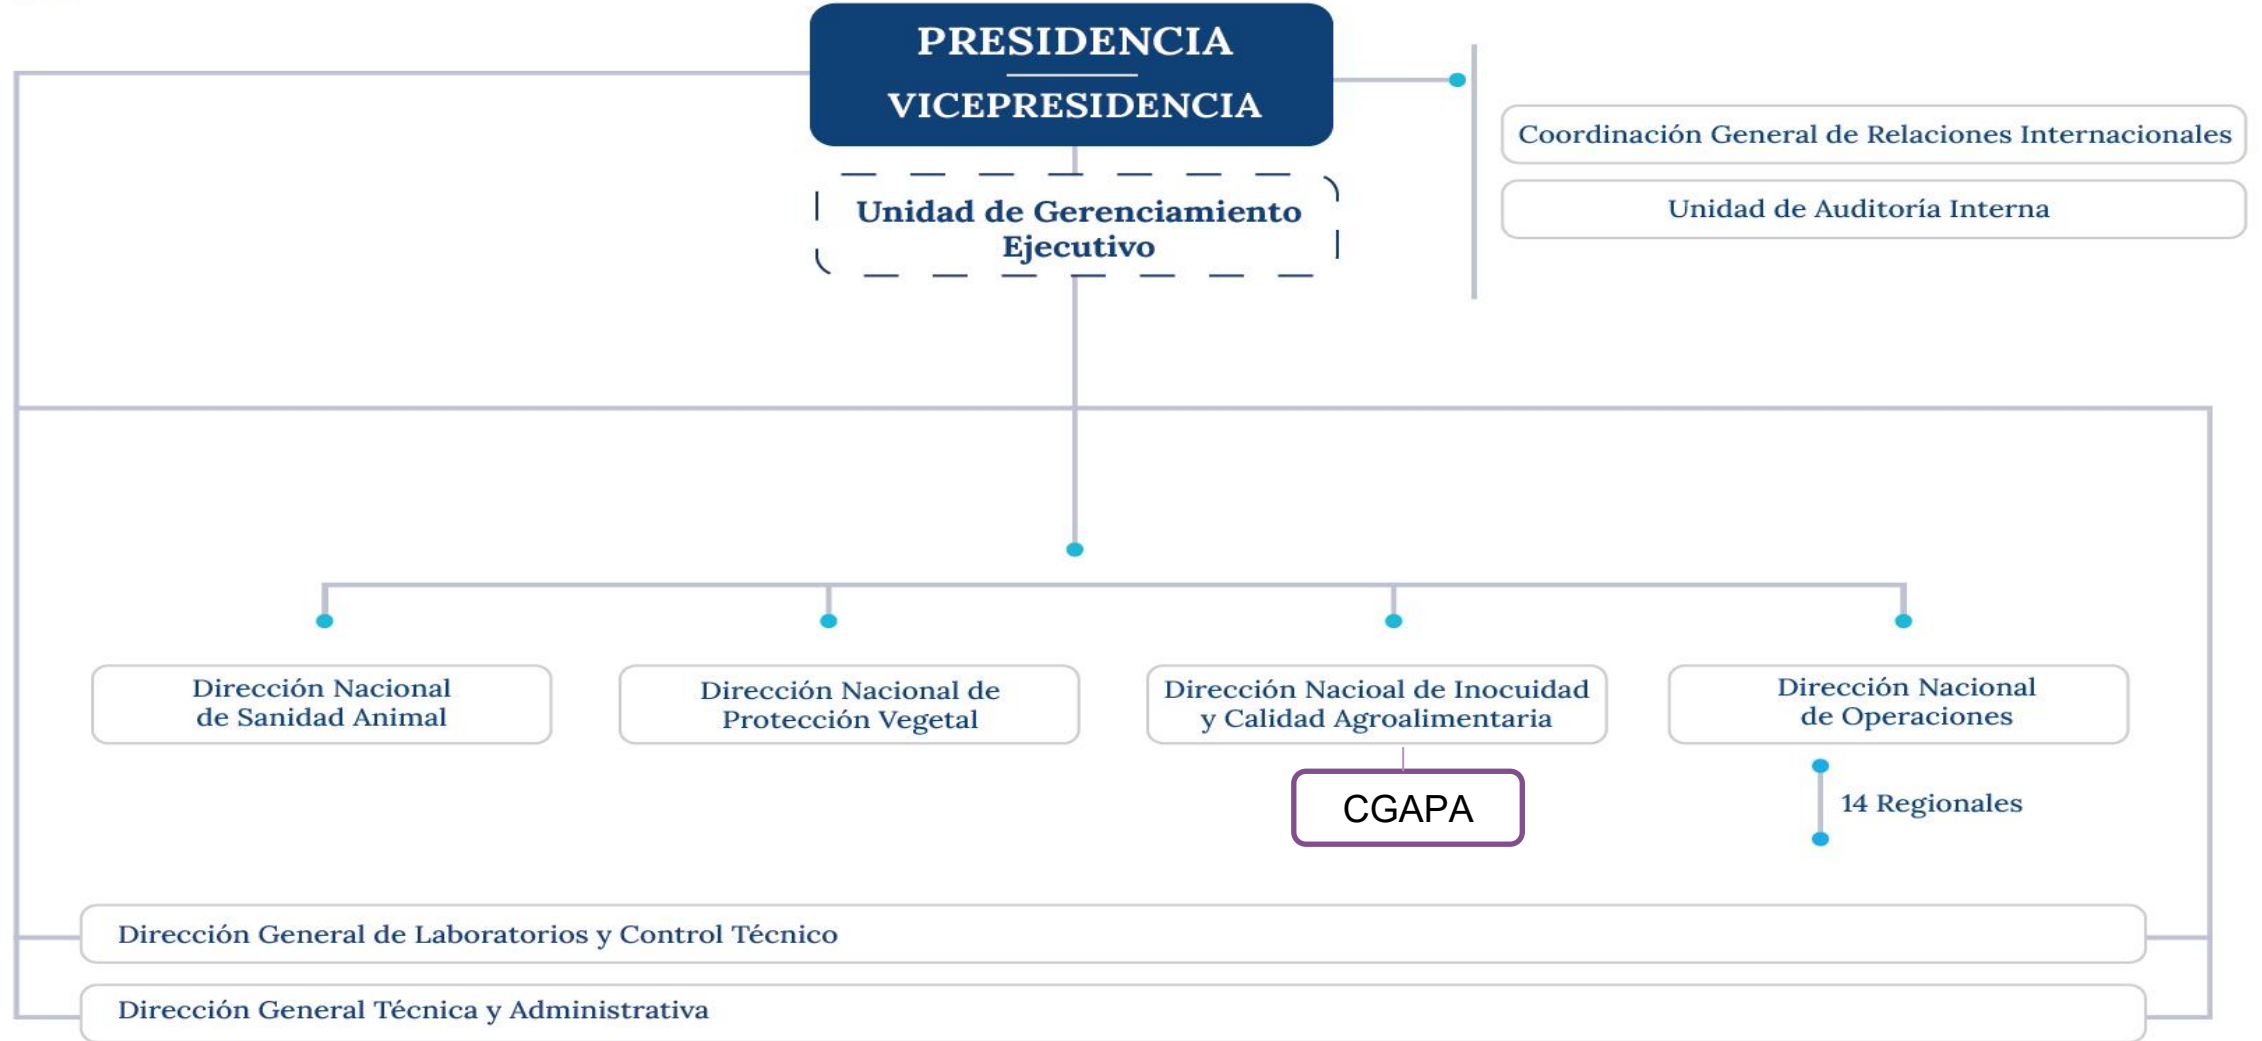 PRESIDENCIA
VICEPRESIDENCIA
Coordinación General de Relaciones Internacionales
Unidad de Auditoría Interna
Unidad de Gerenciamiento
Ejecutivo
Dirección Nacional
de Sanidad Animal
Dirección Nacional de
Protección Vegetal
Dirección Nacioal de Inocuidad
y Calidad Agroalimentaria
Dirección Nacional
de Operaciones
CGAPA
14 Regionales
Dirección General de Laboratorios y Control Técnico
Dirección General Técnica y Administrativa